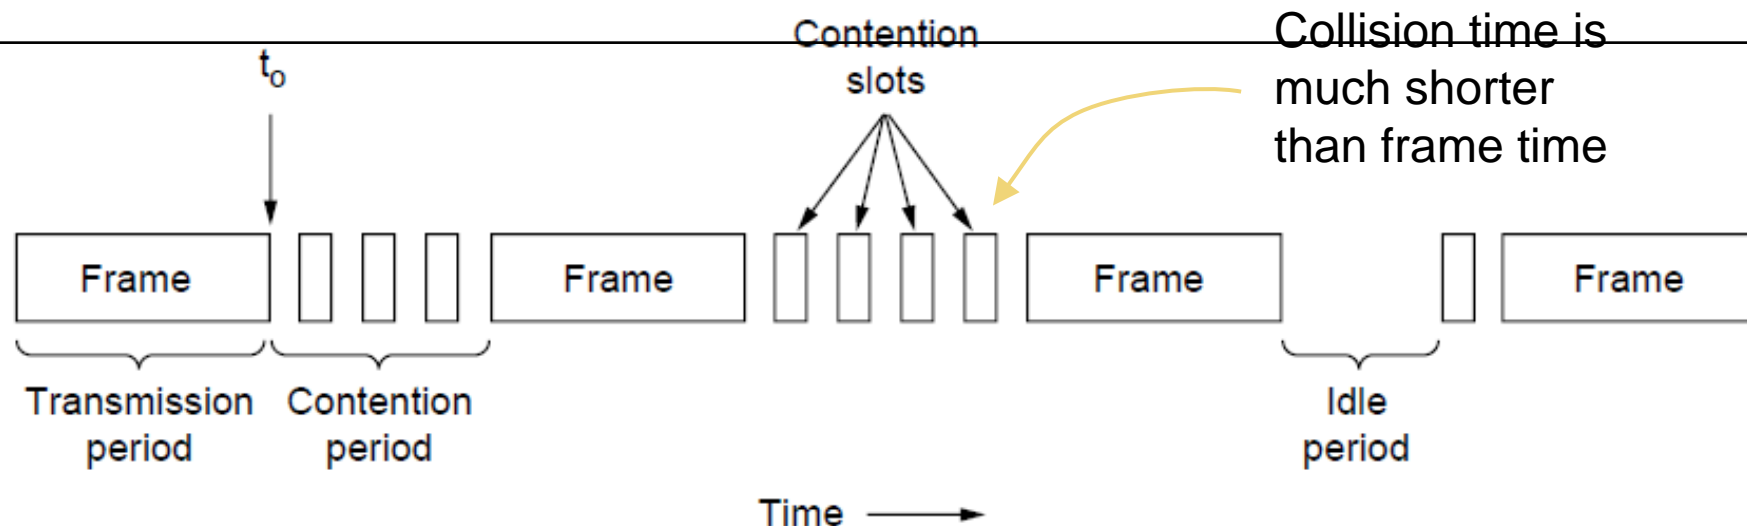 Contention
slots
Collision time is
much shorter
than frame time
t₀
Frame
Frame
Frame
Frame
Transmission
period
Contention
period
Idle
period
Time